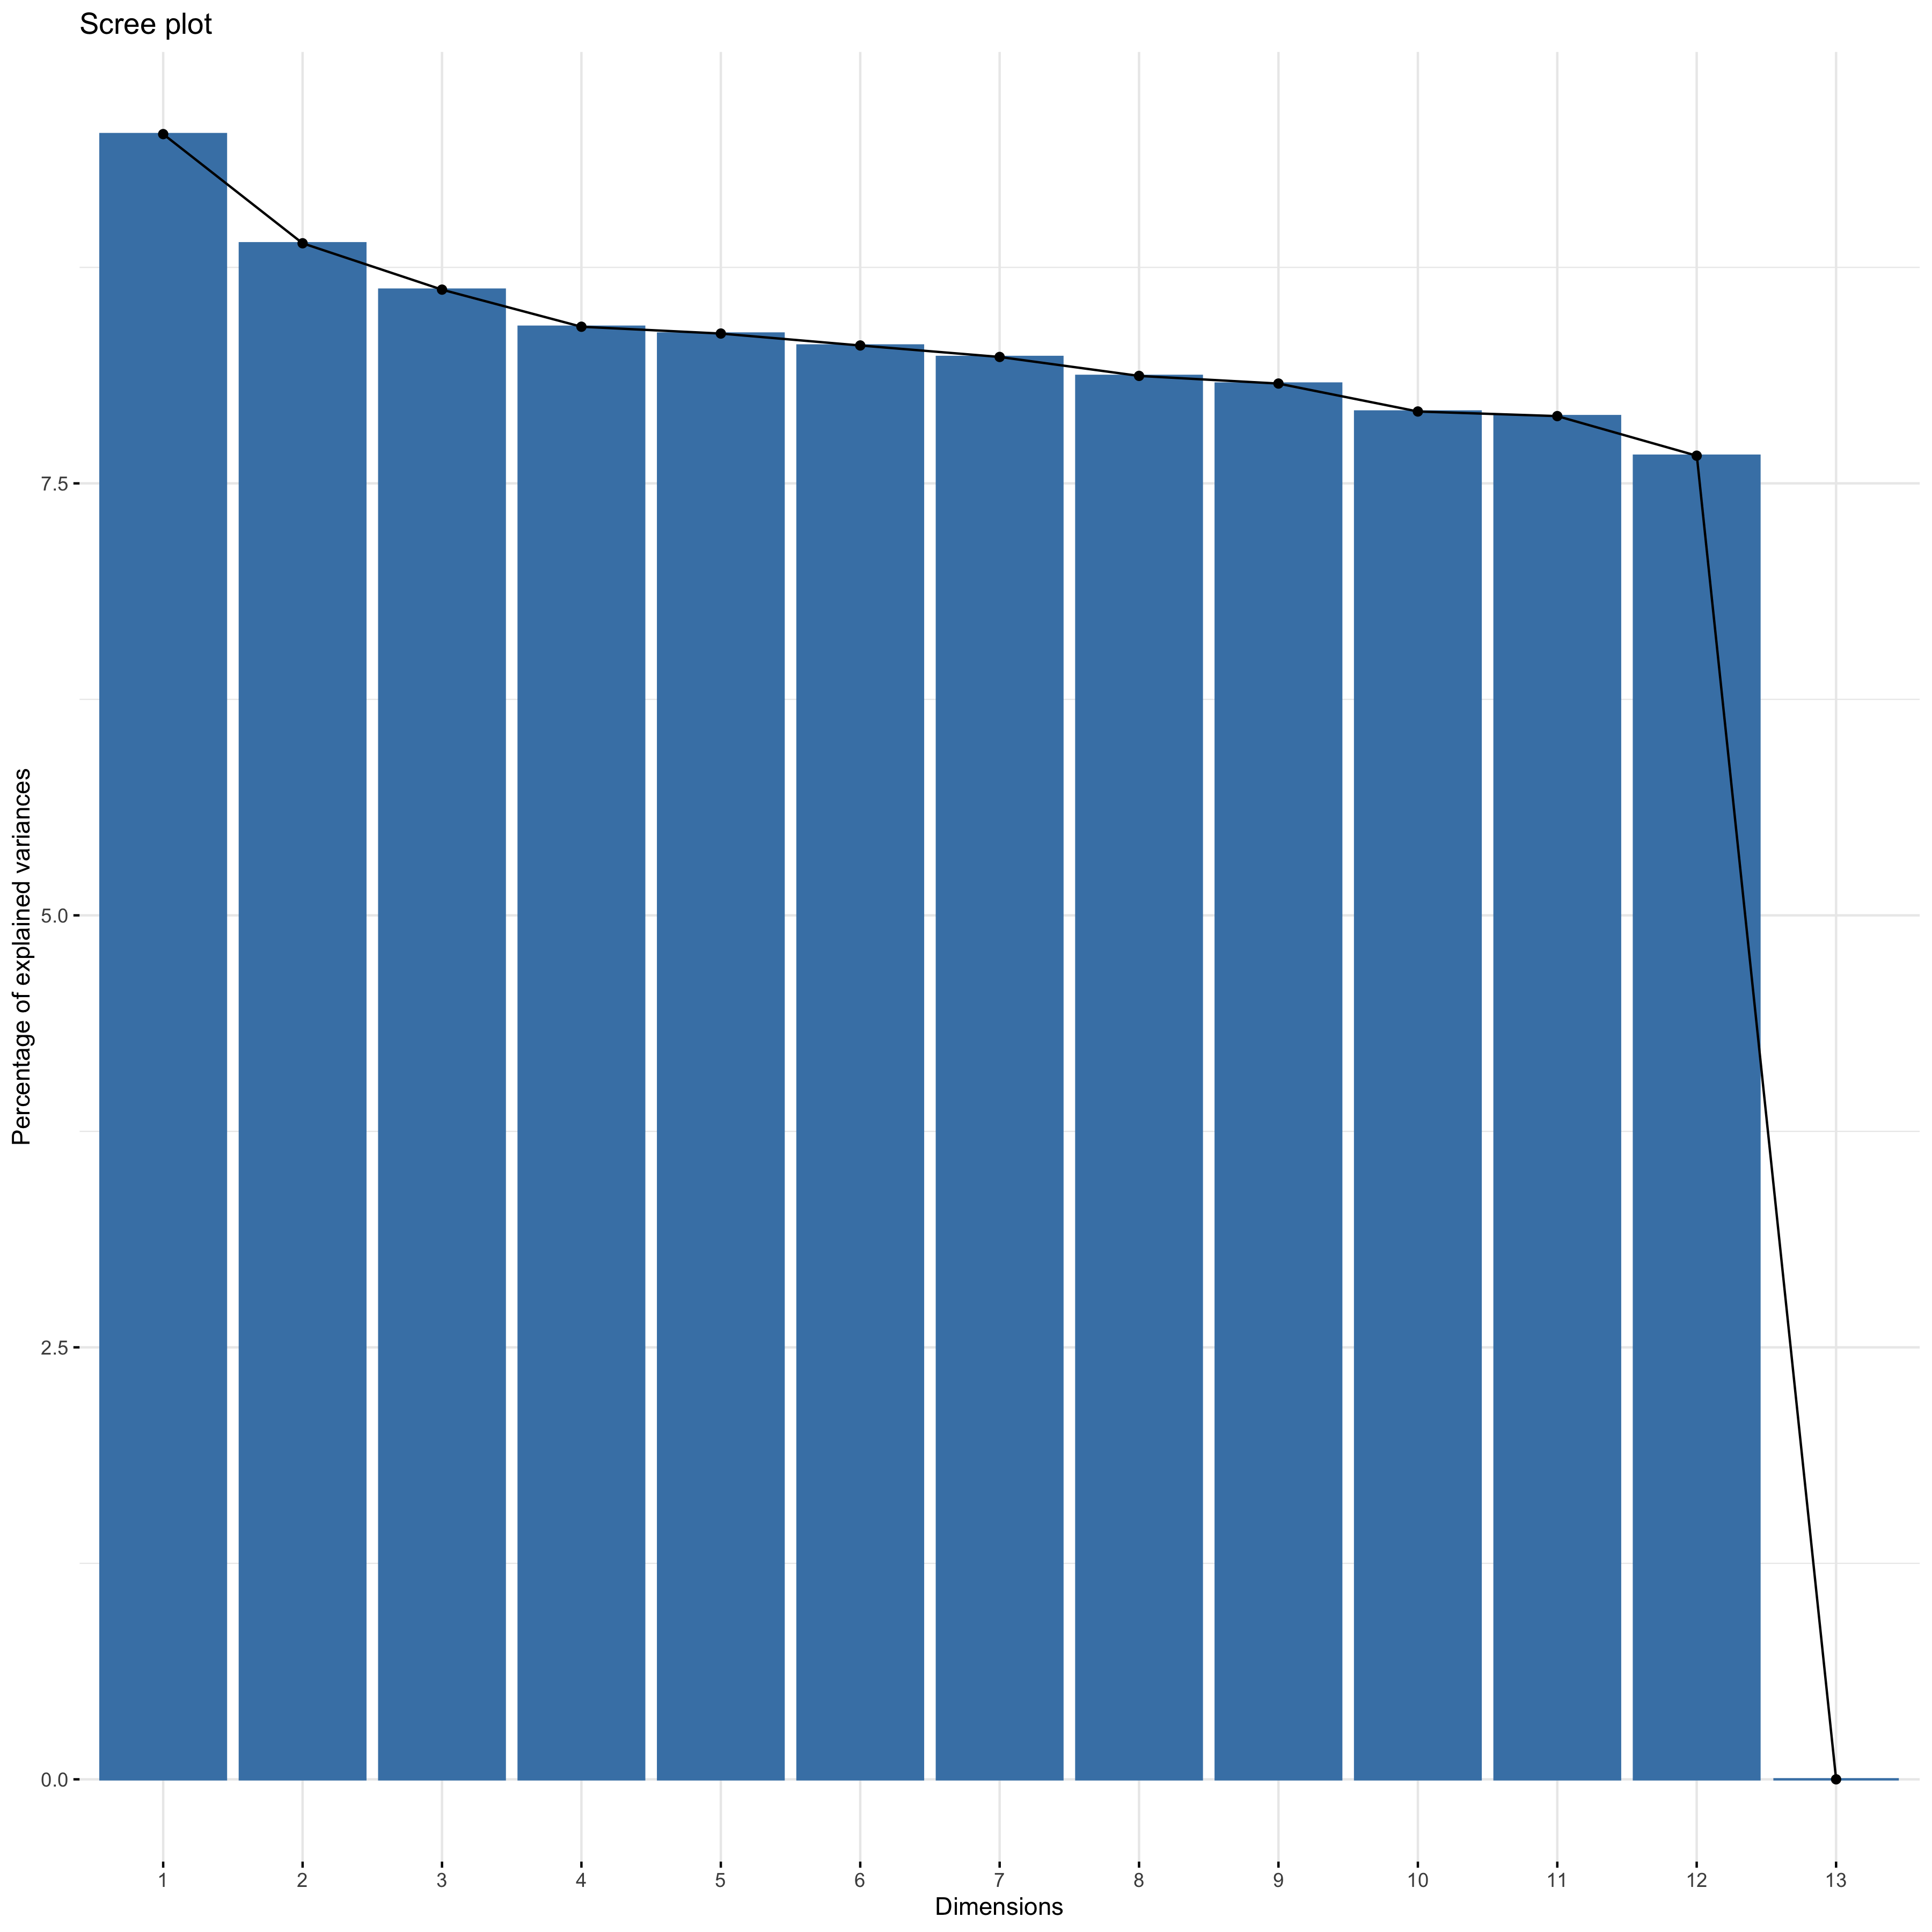 Scree plot
Percentage of explained variances
7.5
5.0
2.5
0.0
1 2 3 4 5 6 7 8 9 10 11 12 13
Dimensions